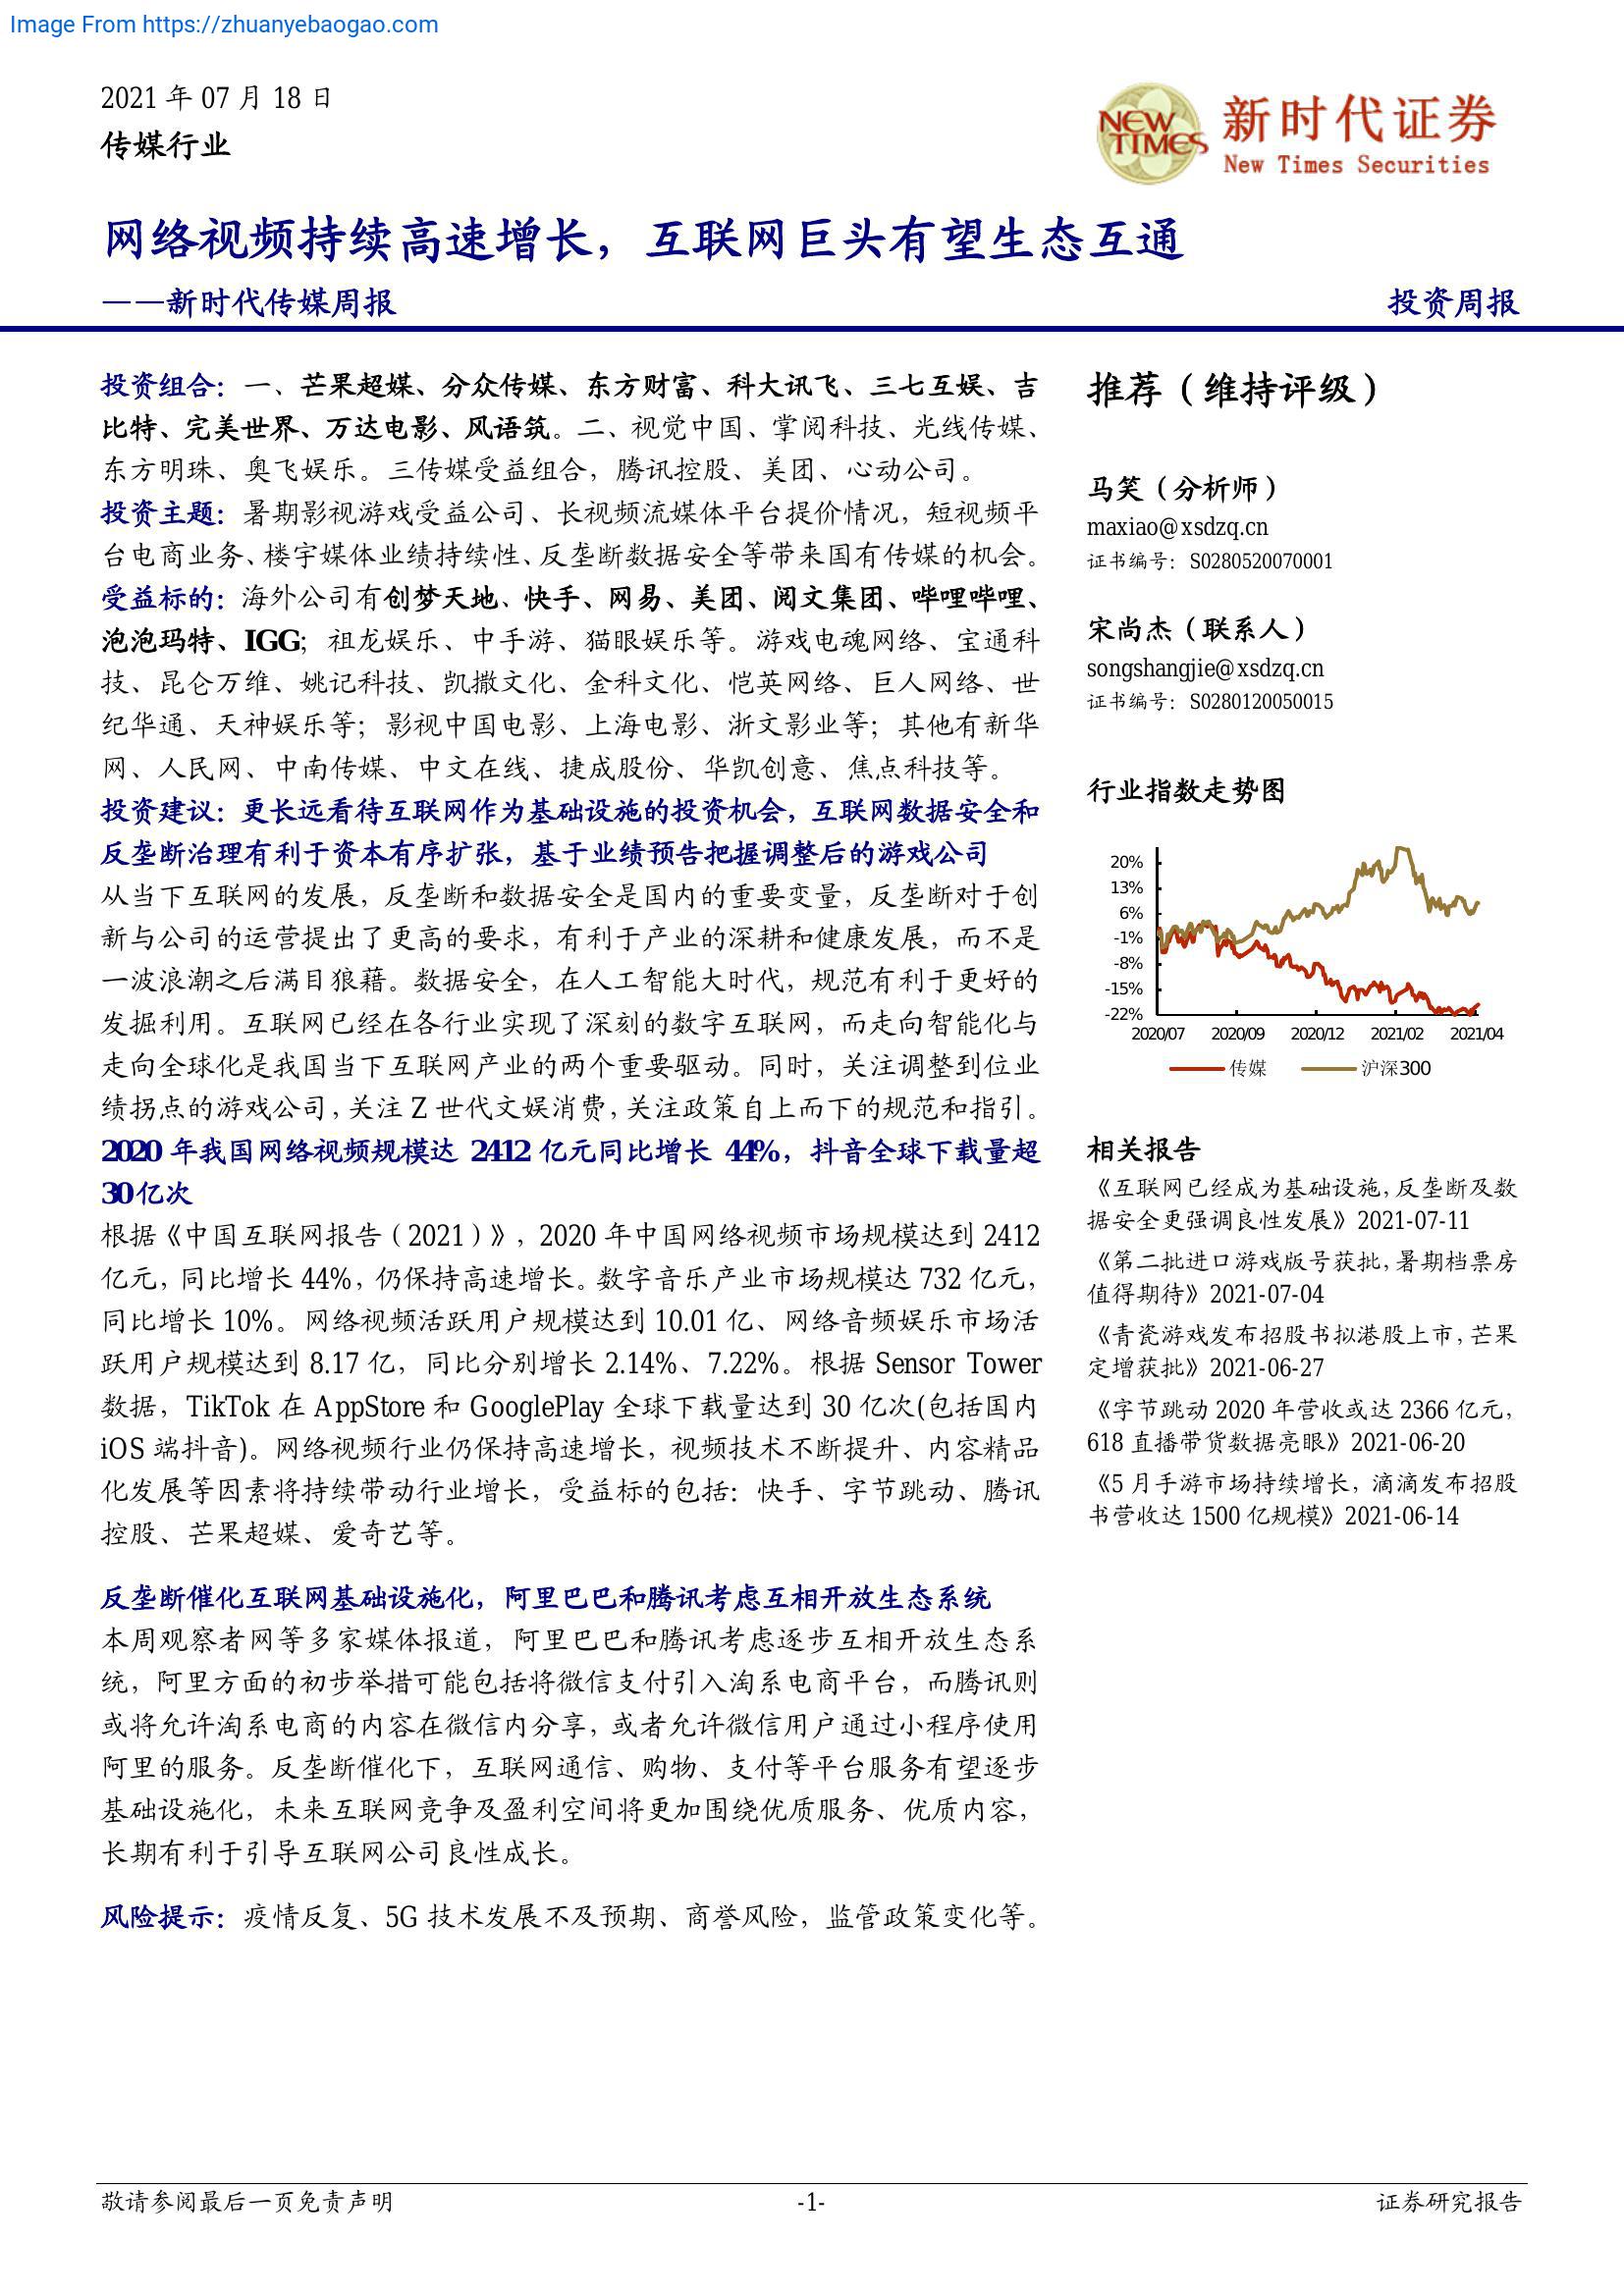 Image From https://zhuanyebaogao.com
2021 年 07 月 18 日
传媒行业
NEW TIMES
新时代证券
New Times Securities
网络视频持续高速增长，互联网巨头有望生态互通
——新时代传媒周报
投资周报
投资组合：一、芒果超媒、分众传媒、东方财富、科大讯飞、三七互娱、吉
比特、完美世界、万达电影、风语筑。二、视觉中国、掌阅科技、光线传媒、
东方明珠、奥飞娱乐。三传媒受益组合，腾讯控股、美团、心动公司。
投资主题：暑期影视游戏受益公司、长视频流媒体平台提价情况，短视频平
台电商业务、楼宇媒体业绩持续性、反垄断数据安全等带来国有传媒的机会。
受益标的：海外公司有创梦天地、快手、网易、美团、阅文集团、哔哩哔哩、
泡泡玛特、IGG；祖龙娱乐、中手游、猫眼娱乐等。游戏电魂网络、宝通科
技、昆仑万维、姚记科技、凯撒文化、金科文化、恺英网络、巨人网络、世
纪华通、天神娱乐等；影视中国电影、上海电影、浙文影业等；其他有新华
网、人民网、中南传媒、中文在线、捷成股份、华凯创意、焦点科技等。
投资建议：更长远看待互联网作为基础设施的投资机会，互联网数据安全和
反垄断治理有利于资本有序扩张，基于业绩预告把握调整后的游戏公司
从当下互联网的发展，反垄断和数据安全是国内的重要变量，反垄断对于创
新与公司的运营提出了更高的要求，有利于产业的深耕和健康发展，而不是
一波浪潮之后满目狼藉。数据安全，在人工智能大时代，规范有利于更好的
发掘利用。互联网已经在各行业实现了深刻的数字互联网，而走向智能化与
走向全球化是我国当下互联网产业的两个重要驱动。同时，关注调整到位业
绩拐点的游戏公司，关注 Z 世代文娱消费，关注政策自上而下的规范和指引。
2020 年我国网络视频规模达 2412 亿元同比增长 44%，抖音全球下载量超
30 亿次
根据《中国互联网报告（2021）》，2020 年中国网络视频市场规模达到 2412
亿元，同比增长 44%，仍保持高速增长。数字音乐产业市场规模达 732 亿元，
同比增长 10%。网络视频活跃用户规模达到 10.01 亿、网络音频娱乐市场活
跃用户规模达到 8.17 亿，同比分别增长 2.14%、7.22%。根据 Sensor Tower
数据，TikTok 在 AppStore 和 GooglePlay 全球下载量达到 30 亿次(包括国内
iOS 端抖音)。网络视频行业仍保持高速增长，视频技术不断提升、内容精品
化发展等因素将持续带动行业增长，受益标的包括：快手、字节跳动、腾讯
控股、芒果超媒、爱奇艺等。
反垄断催化互联网基础设施化，阿里巴巴和腾讯考虑互相开放生态系统
本周观察者网等多家媒体报道，阿里巴巴和腾讯考虑逐步互相开放生态系
统，阿里方面的初步举措可能包括将微信支付引入淘系电商平台，而腾讯则
或将允许淘系电商的内容在微信内分享，或者允许微信用户通过小程序使用
阿里的服务。反垄断催化下，互联网通信、购物、支付等平台服务有望逐步
基础设施化，未来互联网竞争及盈利空间将更加围绕优质服务、优质内容，
长期有利于引导互联网公司良性成长。
风险提示：疫情反复、5G 技术发展不及预期、商誉风险，监管政策变化等。
推荐（维持评级）
马笑（分析师）
maxiao@xsdzq.cn
证书编号：S0280520070001
宋尚杰（联系人）
songshangjie@xsdzq.cn
证书编号：S0280120050015
行业指数走势图
20%
13%
6%
-1%
-8%
-15%
-22%
2020/07 2020/09 2020/12 2021/02 2021/04
传媒 沪深300
相关报告
《互联网已经成为基础设施，反垄断及数
据安全更强调良性发展》2021-07-11
《第二批进口游戏版号获批，暑期档票房
值得期待》2021-07-04
《青瓷游戏发布招股书拟港股上市，芒果
定增获批》2021-06-27
《字节跳动 2020 年营收或达 2366 亿元，
618 直播带货数据亮眼》2021-06-20
《5 月手游市场持续增长，滴滴发布招股
书营收达 1500 亿规模》2021-06-14
敬请参阅最后一页免责声明
-1-
证券研究报告